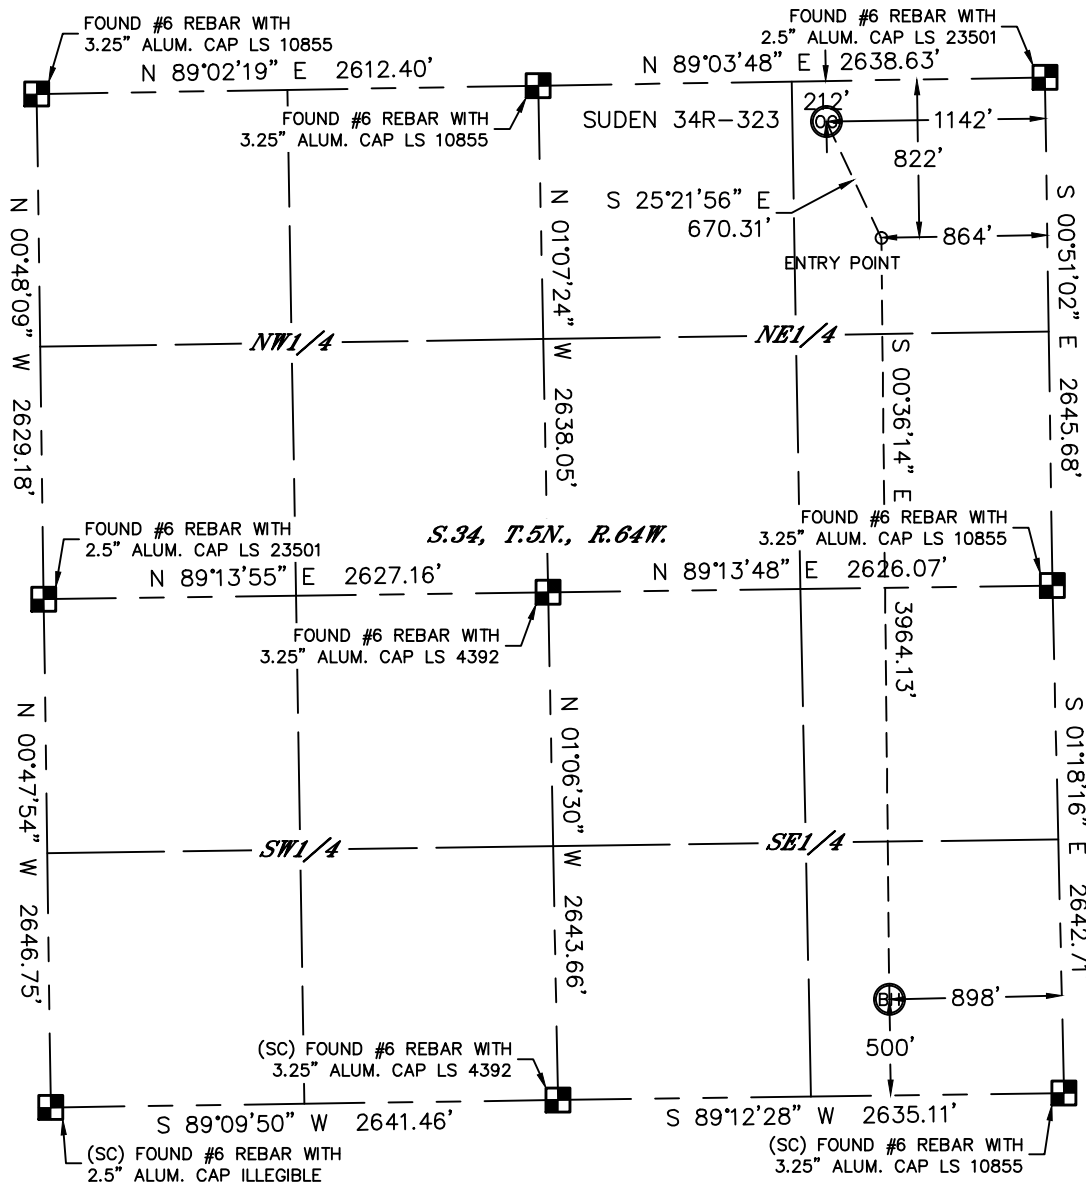 FOUND #6 REBAR WITH
3.25" ALUM. CAP LS 10855
N 89°02'19" E 2612.40'
FOUND #6 REBAR WITH
2.5" ALUM. CAP LS 23501
N 89°03'48" E 2638.63'
FOUND #6 REBAR WITH
3.25" ALUM. CAP LS 10855
SUDEN 34R-323
212'
1142'
822'
S 25°21'56" E
670.31'
864'
ENTRY POINT
N 00°48'09" W 2629.18'
N 01°07'24" W 2638.05'
S 00°51'02" E 2645.68'
NW1/4
NE1/4
S 00°36'14" E 3964.13'
S.34, T.5N., R.64W.
FOUND #6 REBAR WITH
2.5" ALUM. CAP LS 23501
FOUND #6 REBAR WITH
3.25" ALUM. CAP LS 10855
N 89°13'55" E 2627.16'
N 89°13'48" E 2626.07'
FOUND #6 REBAR WITH
3.25" ALUM. CAP LS 4392
N 00°47'54" W 2646.75'
N 01°06'30" W 2643.66'
S 01°18'16" E 2642.71
SW1/4
SE1/4
BH
898'
500'
(SC) FOUND #6 REBAR WITH
3.25" ALUM. CAP LS 4392
S 89°09'50" W 2641.46'
S 89°12'28" W 2635.11'
(SC) FOUND #6 REBAR WITH
2.5" ALUM. CAP ILLEGIBLE
(SC) FOUND #6 REBAR WITH
3.25" ALUM. CAP LS 10855